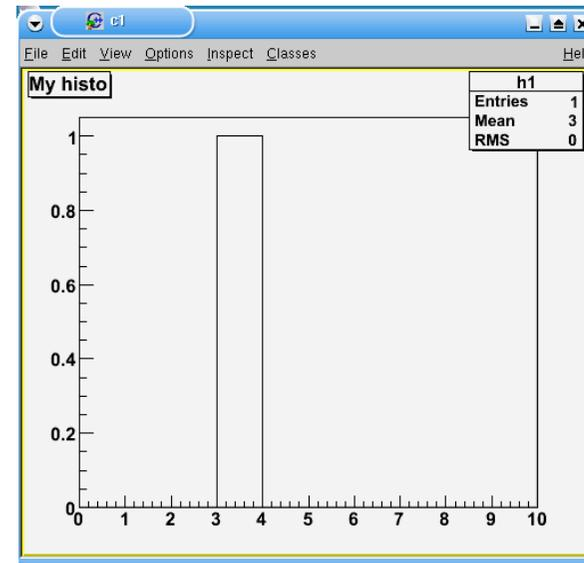 c1
File Edit View Options Inspect Classes Hel
My histo
h1
Entries 1
Mean 3
RMS 0
1
0.8
0.6
0.4
0.2
0
0 1 2 3 4 5 6 7 8 9 10